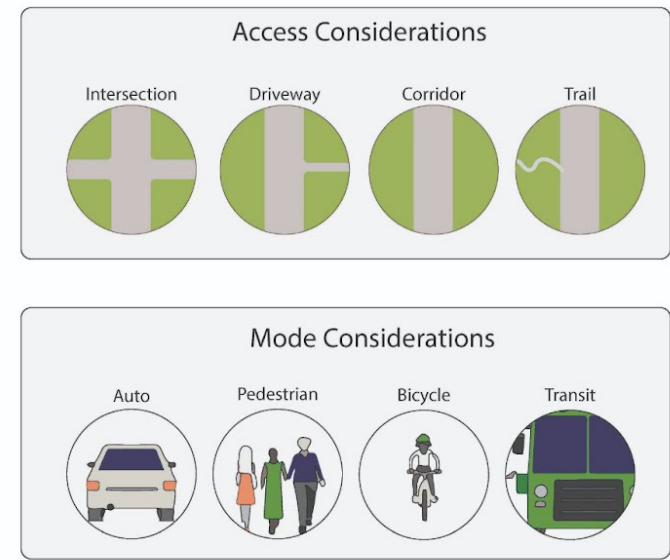 Access Considerations
Intersection Driveway Corridor Trail
Mode Considerations
Auto Pedestrian Bicycle Transit